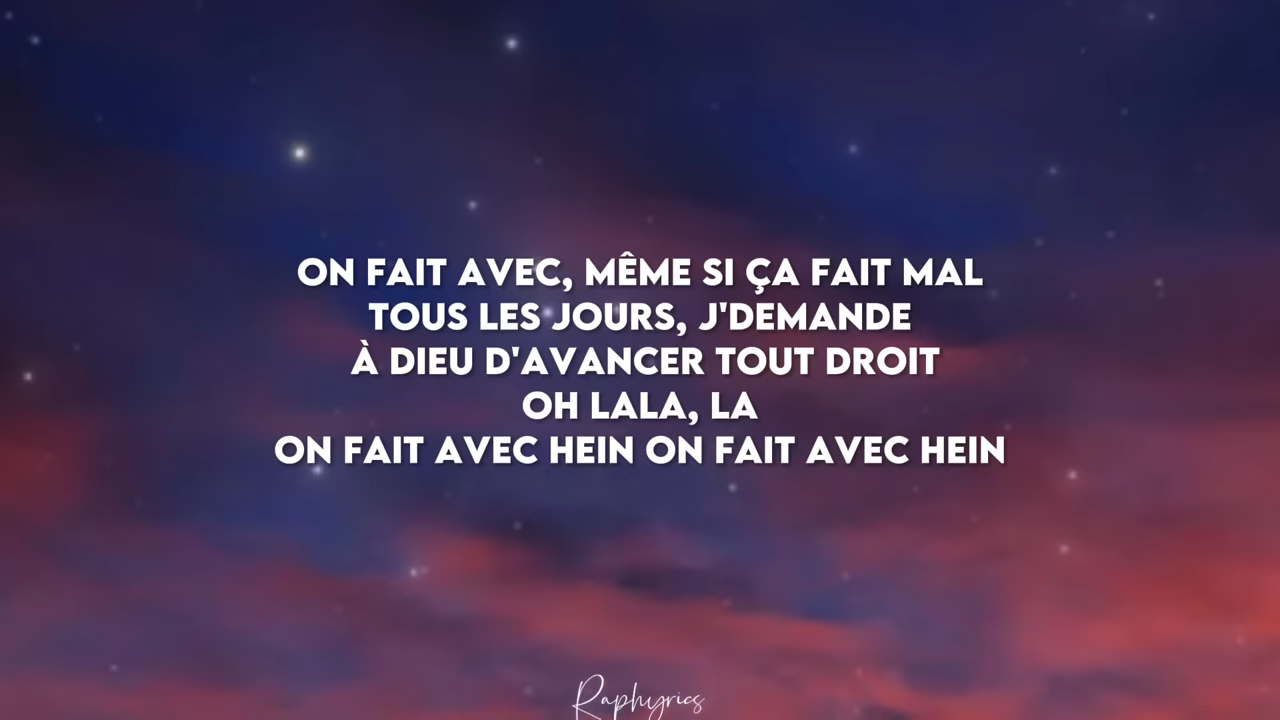 ON FAIT AVEC, MÊME SI ÇA FAIT MAL
TOUS LES JOURS, J'DEMANDE
À DIEU D'AVANCER TOUT DROIT
OH LALA, LA
ON FAIT AVEC HEIN ON FAIT AVEC HEIN
Raphyrics